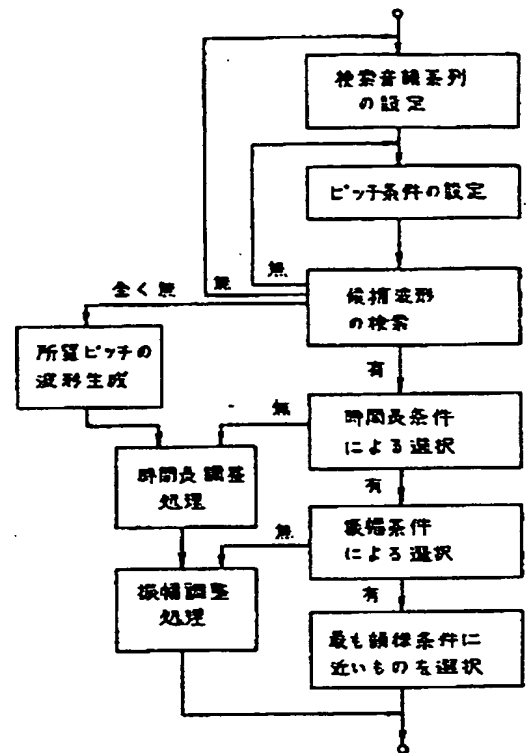 検索音韻系列
の設定
ピッチ条件の設定
無
無
全く無
候補波形
の検索
所望ピッチの
波形生成
有
無
時間長条件
による選択
時間長調整
処理
有
無
振幅条件
による選択
振幅調整
処理
有
最も韻律条件に
近いものを選択